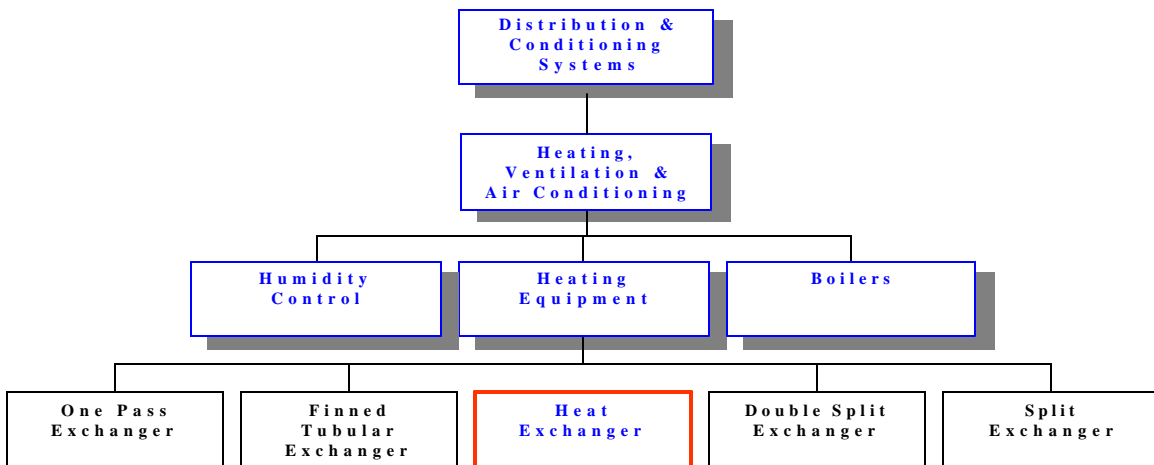 Distribution &
Conditioning
Systems
Heating,
Ventilation &
Air Conditioning
Humidity
Control
Heating
Equipment
Boilers
One Pass
Exchanger
Finned
Tubular
Exchanger
Heat
Exchanger
Double Split
Exchanger
Split
Exchanger